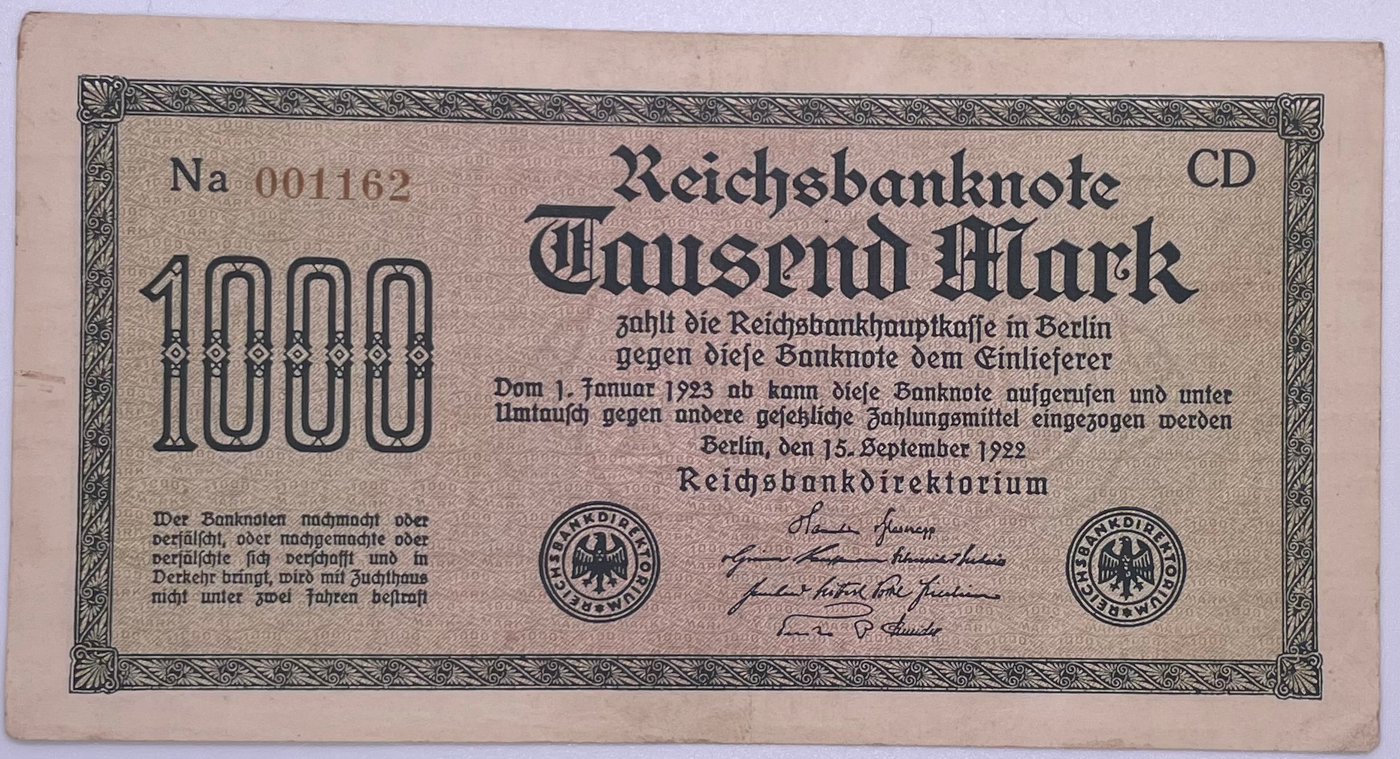 Na 001162
CD
Reichsbanknote
Tausend Mark
1000
zahlt die Reichsbankhauptkasse in Berlin
gegen diese Banknote dem Einlieferer
Vom 1. Januar 1923 ab kann diese Banknote aufgerufen und unter
Umtausch gegen andere gesetzliche Zahlungsmittel eingezogen werden
Berlin, den 15. September 1922
Reichsbankdirektorium
Wer Banknoten nachmacht oder
verfälscht, oder nachgemachte oder
verfälschte sich verschafft und in
Verkehr bringt, wird mit Zuchthaus
nicht unter zwei Jahren bestraft
REICHSBANKDIREKTORIUM
REICHSBANKDIREKTORIUM